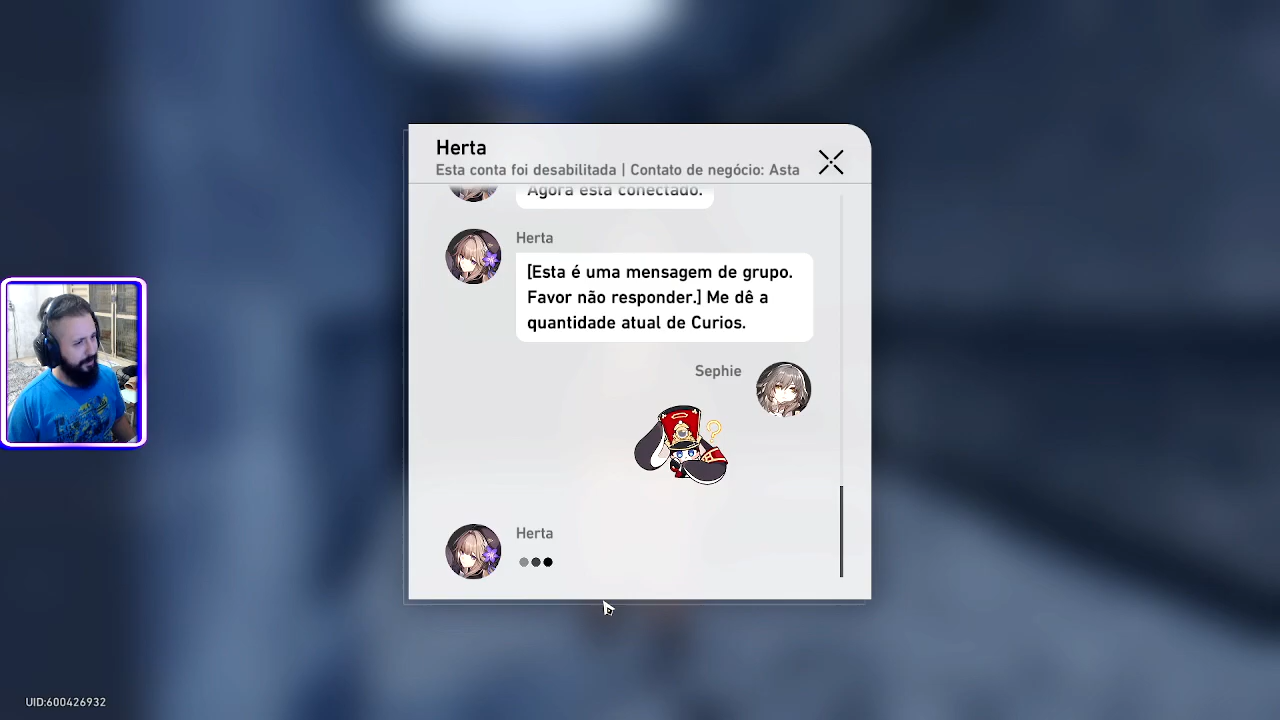 Herta
Esta conta foi desabilitada | Contato de negócio: Asta
Agora está conectado.
Herta
[Esta é uma mensagem de grupo.
Favor não responder.] Me dê a
quantidade atual de Curios.
Sephie
Herta
UID:600426932